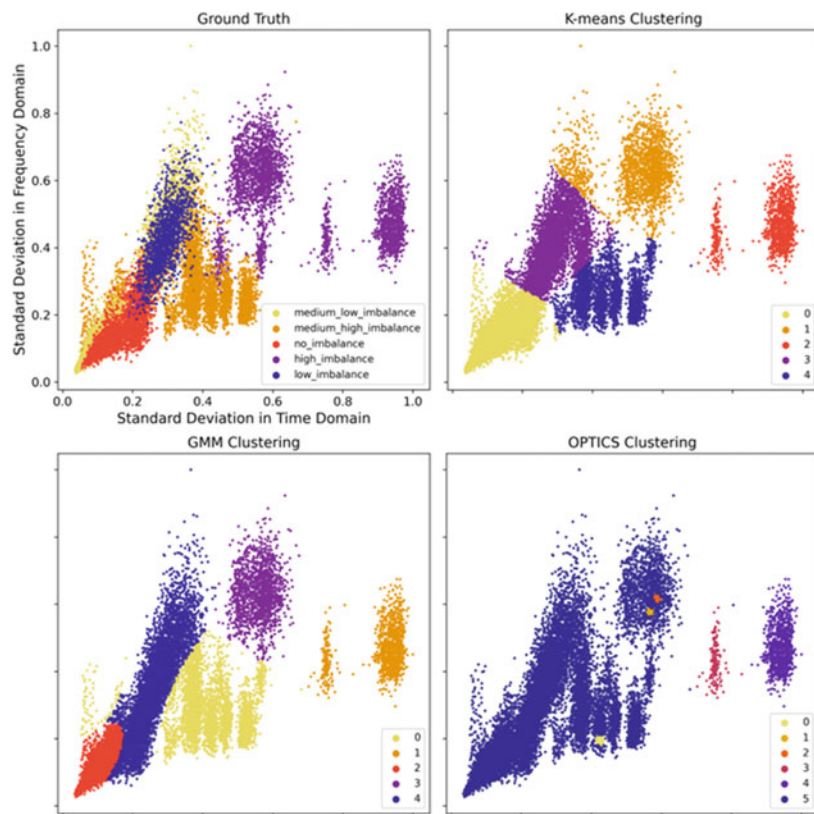 Ground Truth
K-means Clustering
Standard Deviation in Frequency Domain
1.0
0.8
0.6
0.4
0.2
0.0
medium_low_imbalance
medium_high_imbalance
no_imbalance
high_imbalance
low_imbalance
0
1
2
3
4
0.0 0.2 0.4 0.6 0.8 1.0
Standard Deviation in Time Domain
GMM Clustering
OPTICS Clustering
0
1
2
3
4
0
1
2
3
4
5